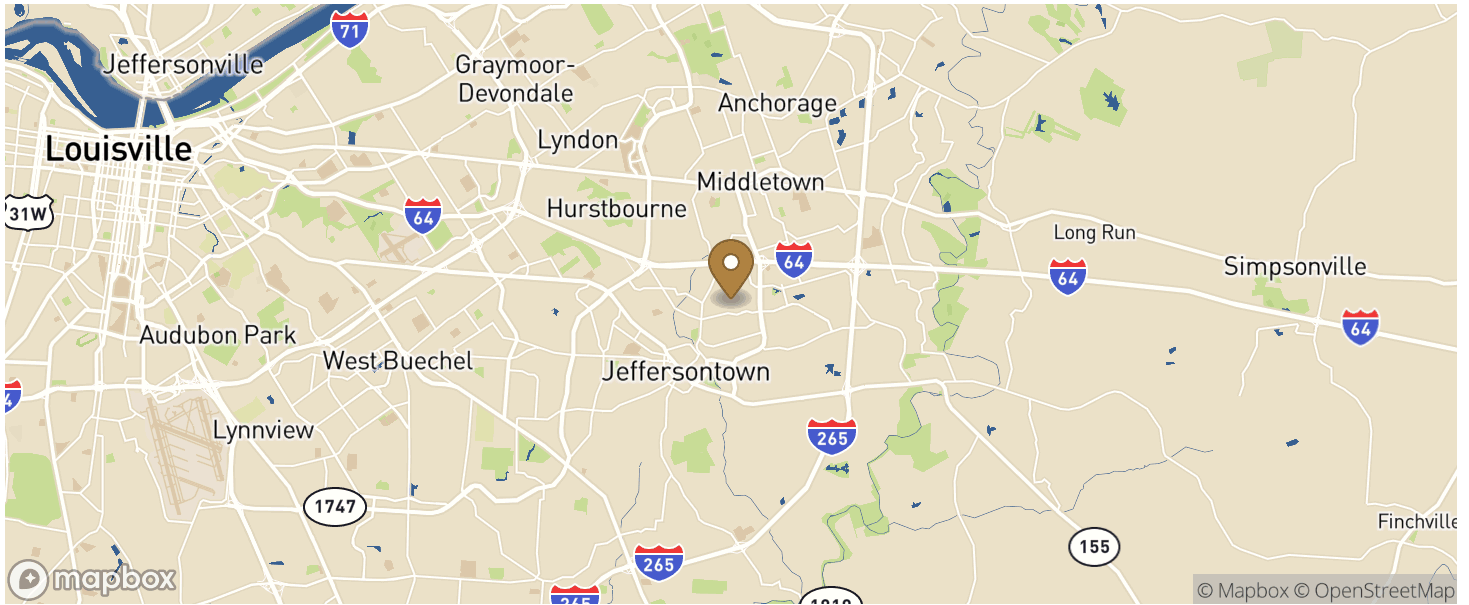 71
Jeffersonville
Graymoor-
Devondale
Anchorage
Lyndon
Louisville
Middletown
31W
64
Hurstbourne
Long Run
64
64
Simpsonville
64
Audubon Park
West Buechel
Jeffersontown
Lynnview
265
1747
Finchville
155
265
mapbox
© Mapbox © OpenStreetMap